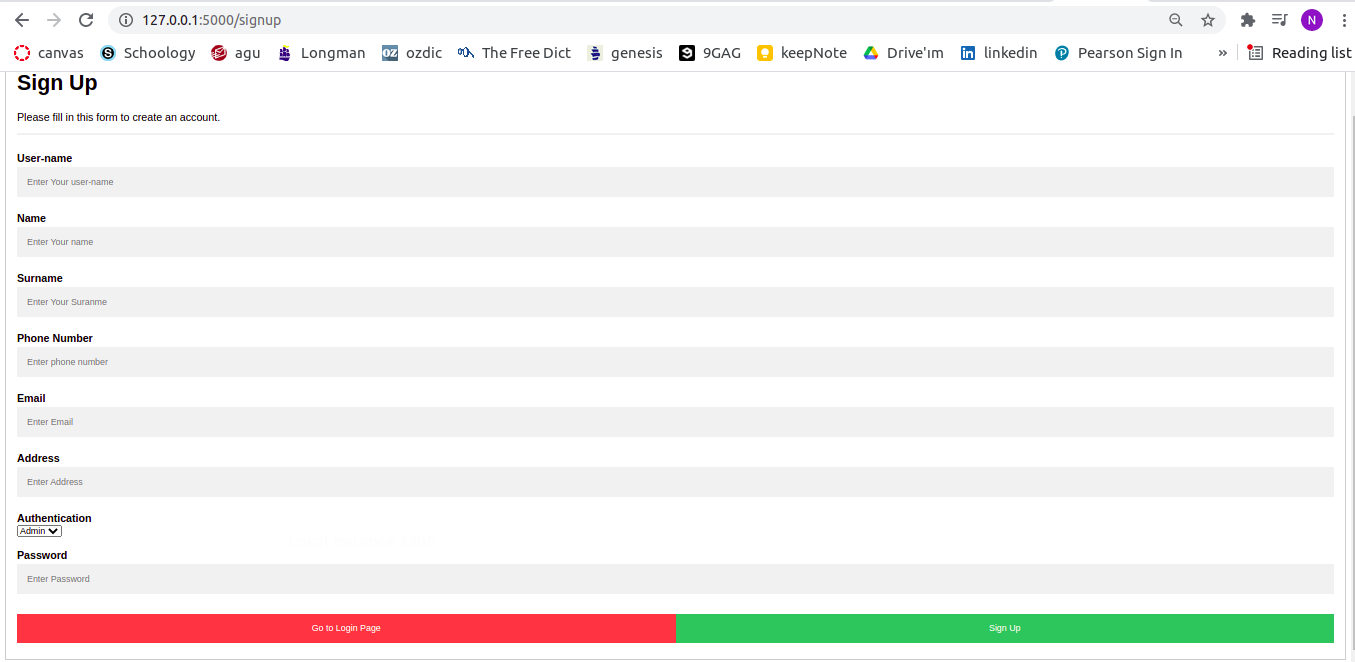 127.0.0.1:5000/signup
N
canvas Schoology agu Longman OZ ozdic The Free Dict genesis 9GAG keepNote Drive'ım linkedin Pearson Sign In » Reading list
Sign Up
Please fill in this form to create an account.
User-name
Enter Your user-name
Name
Enter Your name
Surname
Enter Your Suranme
Phone Number
Enter phone number
Email
Enter Email
Address
Enter Address
Authentication
Admin
Password
Enter Password
Go to Login Page Sign Up